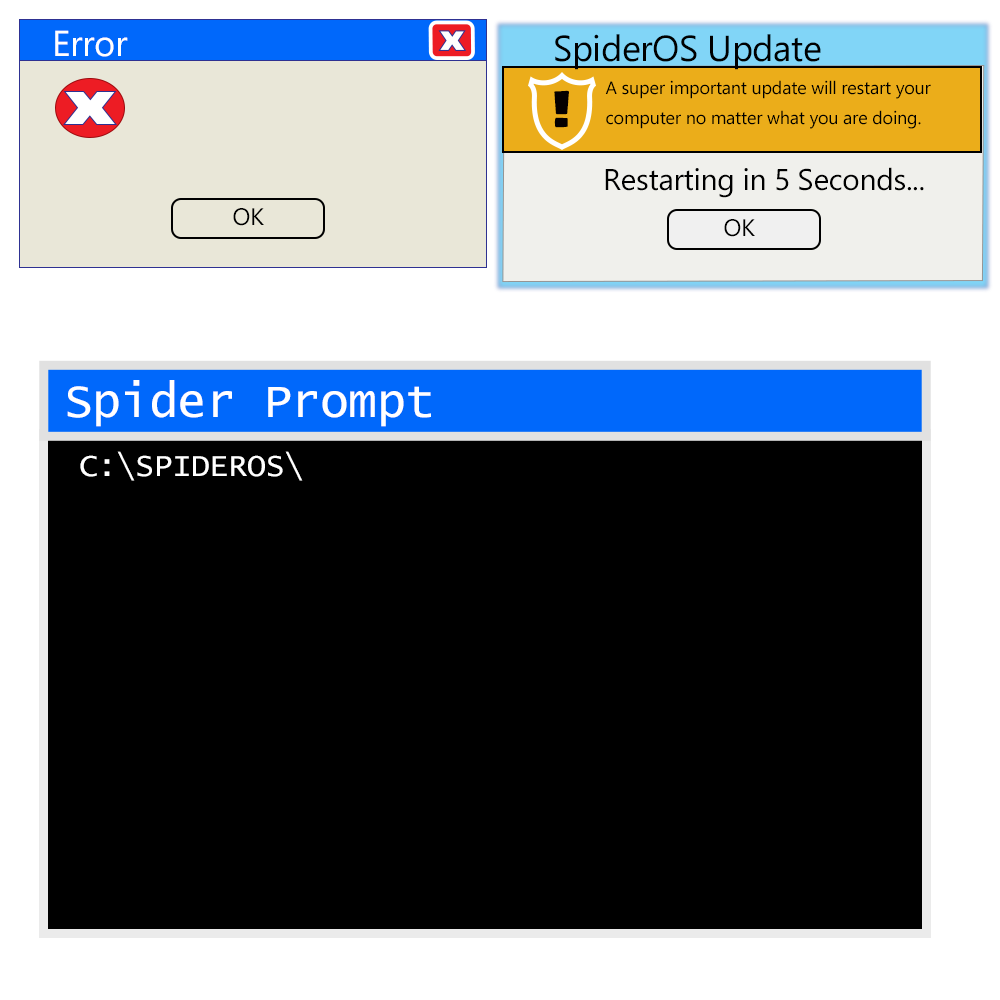 Error
OK
SpiderOS Update
A super important update will restart your
computer no matter what you are doing.
Restarting in 5 Seconds...
OK
Spider Prompt
C:\SPIDEROS\